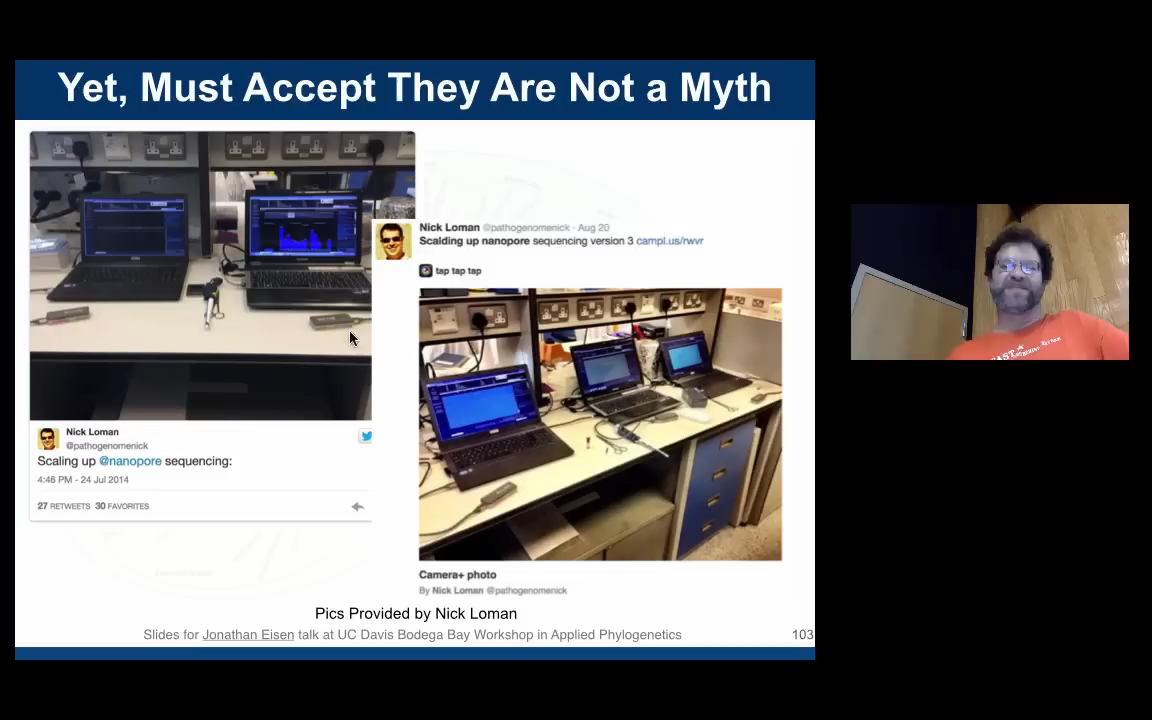 Yet, Must Accept They Are Not a Myth
Nick Loman @pathogenomenick · Aug 20
Scalding up nanopore sequencing version 3 campl.us/rwvr
tap tap tap
Nick Loman
@pathogenomenick
Scaling up @nanopore sequencing:
4:46 PM - 24 Jul 2014
27 RETWEETS 30 FAVORITES
Camera+ photo
By Nick Loman @pathogenomenick
Pics Provided by Nick Loman
Slides for Jonathan Eisen talk at UC Davis Bodega Bay Workshop in Applied Phylogenetics
103